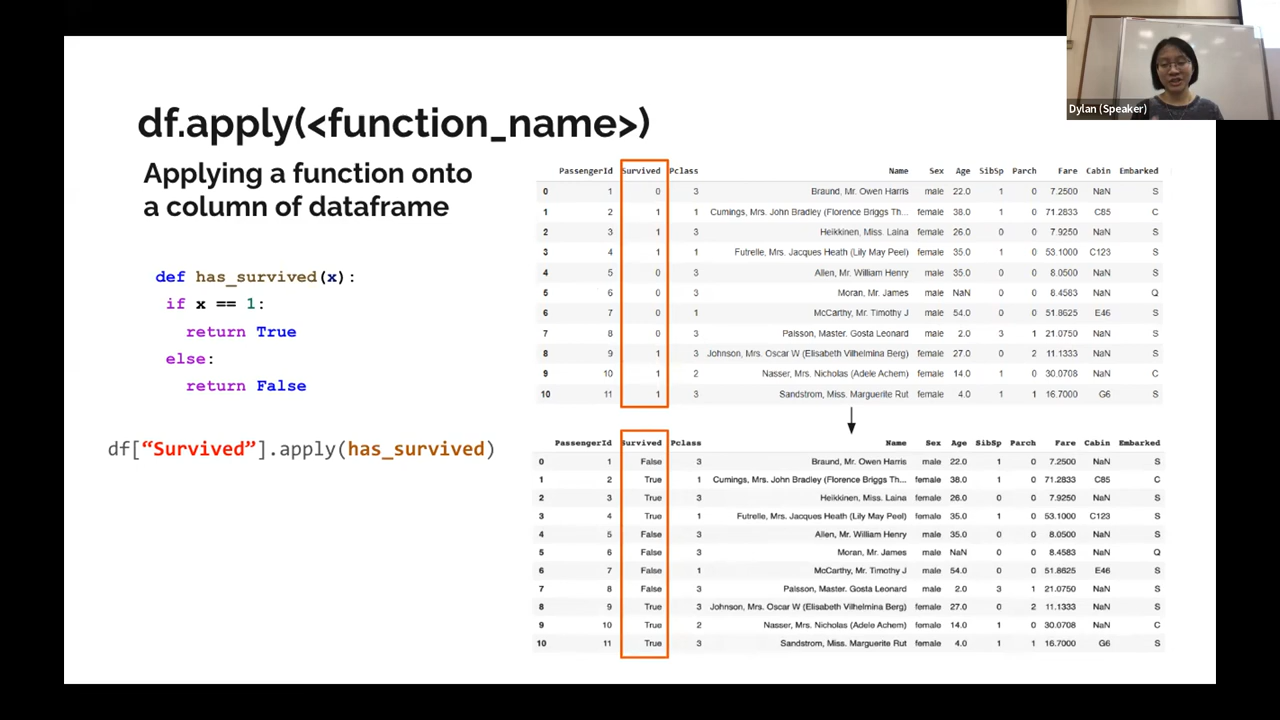 df.apply(<function_name>)
Applying a function onto
a column of dataframe
def has_survived(x):
if x == 1:
return True
else:
return False
df[“Survived”].apply(has_survived)
PassengerId Survived Pclass Name Sex Age SibSp Parch Fare Cabin Embarked
0 1 0 3 Braund, Mr. Owen Harris male 22.0 1 0 7.2500 NaN S
1 2 1 1 Cumings, Mrs. John Bradley (Florence Briggs Th... female 38.0 1 0 71.2833 C85 C
2 3 1 3 Heikkinen, Miss. Laina female 26.0 0 0 7.9250 NaN S
3 4 1 1 Futrelle, Mrs. Jacques Heath (Lily May Peel) female 35.0 1 0 53.1000 C123 S
4 5 0 3 Allen, Mr. William Henry male 35.0 0 0 8.0500 NaN S
5 6 0 3 Moran, Mr. James male NaN 0 0 8.4583 NaN Q
6 7 0 1 McCarthy, Mr. Timothy J male 54.0 0 0 51.8625 E46 S
7 8 0 3 Palsson, Master. Gosta Leonard male 2.0 3 1 21.0750 NaN S
8 9 1 3 Johnson, Mrs. Oscar W (Elisabeth Vilhelmina Berg) female 27.0 0 2 11.1333 NaN S
9 10 1 2 Nasser, Mrs. Nicholas (Adele Achem) female 14.0 1 0 30.0708 NaN C
10 11 1 3 Sandstrom, Miss. Marguerite Rut female 4.0 1 1 16.7000 G6 S
PassengerId Survived Pclass Name Sex Age SibSp Parch Fare Cabin Embarked
0 1 False 3 Braund, Mr. Owen Harris male 22.0 1 0 7.2500 NaN S
1 2 True 1 Cumings, Mrs. John Bradley (Florence Briggs Th... female 38.0 1 0 71.2833 C85 C
2 3 True 3 Heikkinen, Miss. Laina female 26.0 0 0 7.9250 NaN S
3 4 True 1 Futrelle, Mrs. Jacques Heath (Lily May Peel) female 35.0 1 0 53.1000 C123 S
4 5 False 3 Allen, Mr. William Henry male 35.0 0 0 8.0500 NaN S
5 6 False 3 Moran, Mr. James male NaN 0 0 8.4583 NaN Q
6 7 False 1 McCarthy, Mr. Timothy J male 54.0 0 0 51.8625 E46 S
7 8 False 3 Palsson, Master. Gosta Leonard male 2.0 3 1 21.0750 NaN S
8 9 True 3 Johnson, Mrs. Oscar W (Elisabeth Vilhelmina Berg) female 27.0 0 2 11.1333 NaN S
9 10 True 2 Nasser, Mrs. Nicholas (Adele Achem) female 14.0 1 0 30.0708 NaN C
10 11 True 3 Sandstrom, Miss. Marguerite Rut female 4.0 1 1 16.7000 G6 S
Dylan (Speaker)